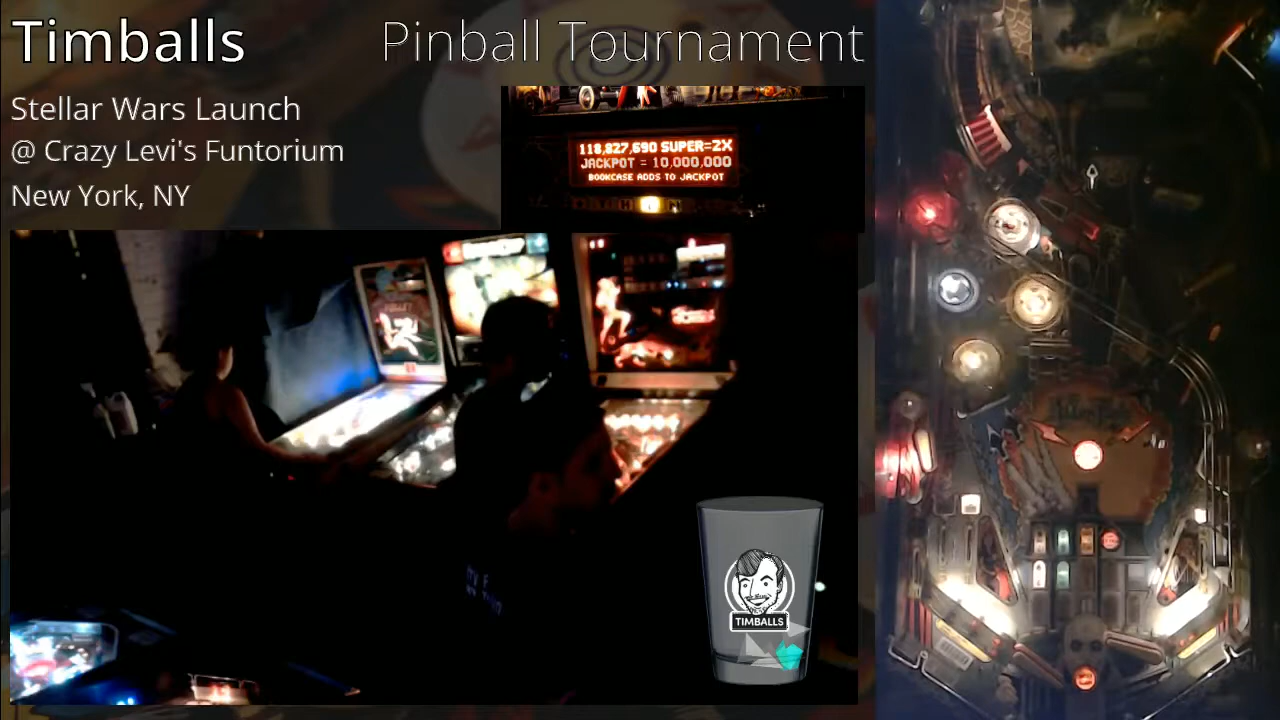 Timballs
Pinball Tournament
Stellar Wars Launch
@ Crazy Levi's Funtorium
New York, NY
118,827,690 SUPER=2X
JACKPOT = 10,000,000
BOOKCASE ADDS TO JACKPOT
TIMBALLS